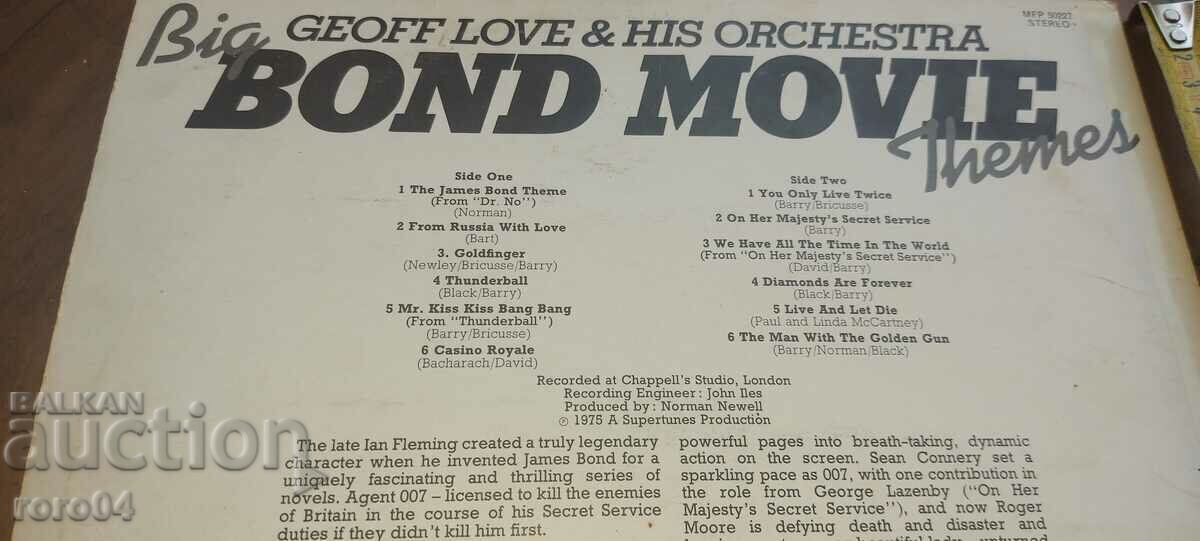 Big
GEOFF LOVE & HIS ORCHESTRA
BOND MOVIE
Themes
MFP 50227
STEREO
Side One
1 The James Bond Theme
(From "Dr. No")
(Norman)
2 From Russia With Love
(Bart)
3. Goldfinger
(Newley/Bricusse/Barry)
4 Thunderball
(Black/Barry)
5 Mr. Kiss Kiss Bang Bang
(From "Thunderball")
(Barry/Bricusse)
6 Casino Royale
(Bacharach/David)
Side Two
1 You Only Live Twice
(Barry/Bricusse)
2 On Her Majesty's Secret Service
(Barry)
3 We Have All The Time In The World
(From "On Her Majesty's Secret Service")
(David/Barry)
4 Diamonds Are Forever
(Black/Barry)
5 Live And Let Die
(Paul and Linda McCartney)
6 The Man With The Golden Gun
(Barry/Norman/Black)
Recorded at Chappell's Studio, London
Recording Engineer: John Iles
Produced by: Norman Newell
℗ 1975 A Supertunes Production
The late Ian Fleming created a truly legendary
character when he invented James Bond for a
uniquely fascinating and thrilling series of
novels. Agent 007 – licensed to kill the enemies
of Britain in the course of his Secret Service
duties if they didn't kill him first.
powerful pages into breath-taking, dynamic
action on the screen. Sean Connery set a
sparkling pace as 007, with one contribution in
the role from George Lazenby ("On Her
Majesty's Secret Service"), and now Roger
Moore is defying death and disaster and
2
3
BALKAN
auction
roro04